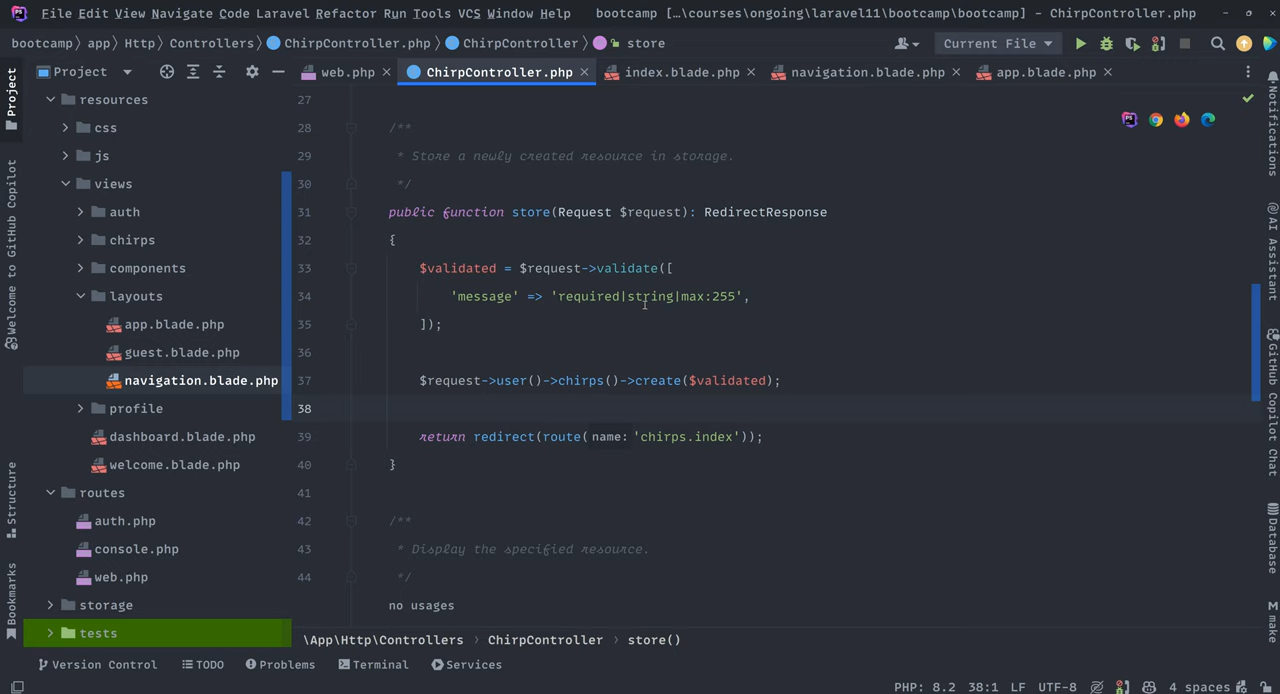 File Edit View Navigate Code Laravel Refactor Run Tools VCS Window Help bootcamp […\courses\ongoing\laravel11\bootcamp\bootcamp] - ChirpController.php
bootcamp app Http Controllers ChirpController.php ChirpController store Current File
Project web.php ChirpController.php index.blade.php navigation.blade.php app.blade.php
Project
Welcome to GitHub Copilot
Structure
Bookmarks
resources
css
js
views
auth
chirps
components
layouts
app.blade.php
guest.blade.php
navigation.blade.php
profile
dashboard.blade.php
welcome.blade.php
routes
auth.php
console.php
web.php
storage
tests
27
28 /**
29 * Store a newly created resource in storage.
30 */
31 public function store(Request $request): RedirectResponse
32 {
33 $validated = $request->validate([
34 'message' => 'required|string|max:255',
35 ]);
36
37 $request->user()->chirps()->create($validated);
38
39 return redirect(route( name: 'chirps.index'));
40 }
41
42 /**
43 * Display the specified resource.
44 */
no usages
\App\Http\Controllers ChirpController store()
Notifications
AI Assistant
GitHub Copilot Chat
Database
M make
Version Control TODO Problems Terminal Services
PHP: 8.2 38:1 LF UTF-8 4 spaces